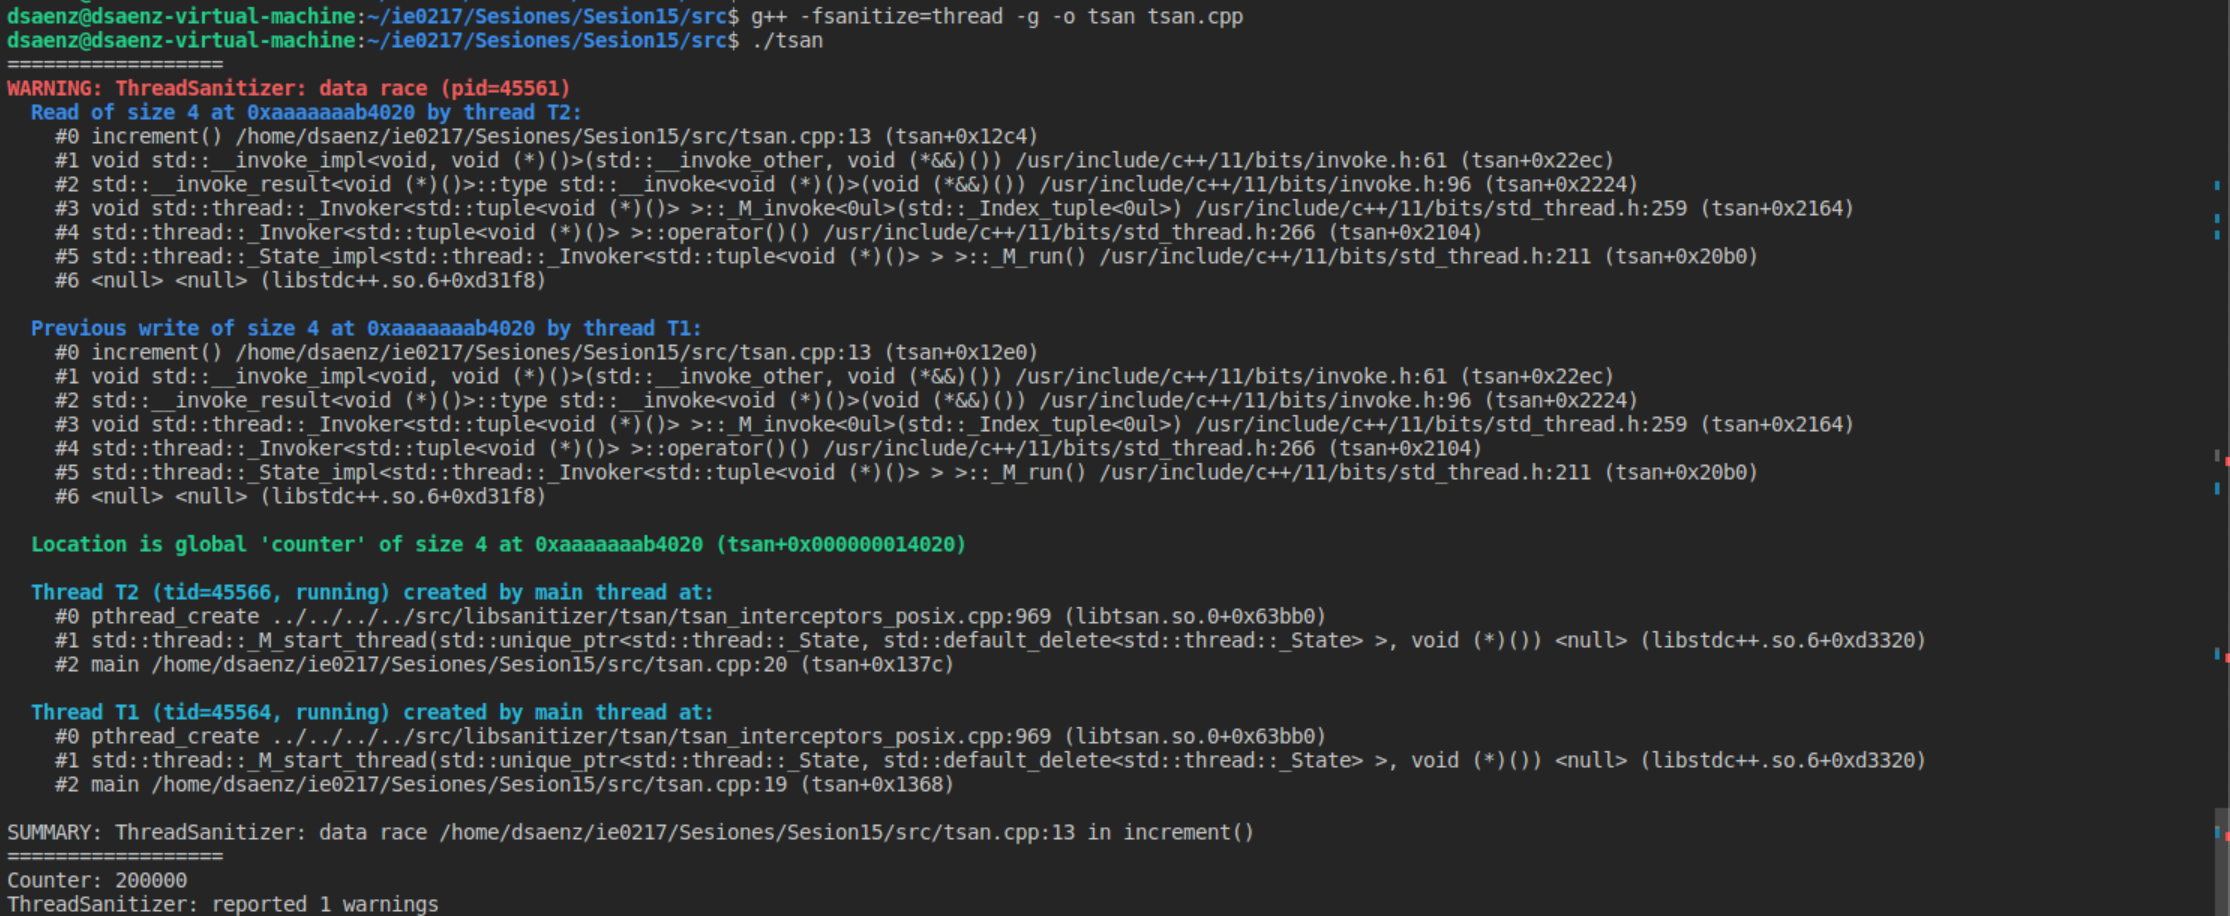 dsaenz@dsaenz-virtual-machine:~/ie0217/Sesiones/Sesion15/src$ g++ -fsanitize=thread -g -o tsan tsan.cpp
dsaenz@dsaenz-virtual-machine:~/ie0217/Sesiones/Sesion15/src$ ./tsan
==================
WARNING: ThreadSanitizer: data race (pid=45561)
  Read of size 4 at 0xaaaaaaab4020 by thread T2:
    #0 increment() /home/dsaenz/ie0217/Sesiones/Sesion15/src/tsan.cpp:13 (tsan+0x12c4)
    #1 void std::__invoke_impl<void, void (*)()>(std::__invoke_other, void (*&&)()) /usr/include/c++/11/bits/invoke.h:61 (tsan+0x22ec)
    #2 std::__invoke_result<void (*)()>::type std::__invoke<void (*)()>(void (*&&)()) /usr/include/c++/11/bits/invoke.h:96 (tsan+0x2224)
    #3 void std::thread::_Invoker<std::tuple<void (*)()> >::_M_invoke<0ul>(std::_Index_tuple<0ul>) /usr/include/c++/11/bits/std_thread.h:259 (tsan+0x2164)
    #4 std::thread::_Invoker<std::tuple<void (*)()> >::operator()() /usr/include/c++/11/bits/std_thread.h:266 (tsan+0x2104)
    #5 std::thread::_State_impl<std::thread::_Invoker<std::tuple<void (*)()> > >::_M_run() /usr/include/c++/11/bits/std_thread.h:211 (tsan+0x20b0)
    #6 <null> <null> (libstdc++.so.6+0xd31f8)

  Previous write of size 4 at 0xaaaaaaab4020 by thread T1:
    #0 increment() /home/dsaenz/ie0217/Sesiones/Sesion15/src/tsan.cpp:13 (tsan+0x12e0)
    #1 void std::__invoke_impl<void, void (*)()>(std::__invoke_other, void (*&&)()) /usr/include/c++/11/bits/invoke.h:61 (tsan+0x22ec)
    #2 std::__invoke_result<void (*)()>::type std::__invoke<void (*)()>(void (*&&)()) /usr/include/c++/11/bits/invoke.h:96 (tsan+0x2224)
    #3 void std::thread::_Invoker<std::tuple<void (*)()> >::_M_invoke<0ul>(std::_Index_tuple<0ul>) /usr/include/c++/11/bits/std_thread.h:259 (tsan+0x2164)
    #4 std::thread::_Invoker<std::tuple<void (*)()> >::operator()() /usr/include/c++/11/bits/std_thread.h:266 (tsan+0x2104)
    #5 std::thread::_State_impl<std::thread::_Invoker<std::tuple<void (*)()> > >::_M_run() /usr/include/c++/11/bits/std_thread.h:211 (tsan+0x20b0)
    #6 <null> <null> (libstdc++.so.6+0xd31f8)

  Location is global 'counter' of size 4 at 0xaaaaaaab4020 (tsan+0x000000014020)

  Thread T2 (tid=45566, running) created by main thread at:
    #0 pthread_create ../../../../src/libsanitizer/tsan/tsan_interceptors_posix.cpp:969 (libtsan.so.0+0x63bb0)
    #1 std::thread::_M_start_thread(std::unique_ptr<std::thread::_State, std::default_delete<std::thread::_State> >, void (*)()) <null> (libstdc++.so.6+0xd3320)
    #2 main /home/dsaenz/ie0217/Sesiones/Sesion15/src/tsan.cpp:20 (tsan+0x137c)

  Thread T1 (tid=45564, running) created by main thread at:
    #0 pthread_create ../../../../src/libsanitizer/tsan/tsan_interceptors_posix.cpp:969 (libtsan.so.0+0x63bb0)
    #1 std::thread::_M_start_thread(std::unique_ptr<std::thread::_State, std::default_delete<std::thread::_State> >, void (*)()) <null> (libstdc++.so.6+0xd3320)
    #2 main /home/dsaenz/ie0217/Sesiones/Sesion15/src/tsan.cpp:19 (tsan+0x1368)

SUMMARY: ThreadSanitizer: data race /home/dsaenz/ie0217/Sesiones/Sesion15/src/tsan.cpp:13 in increment()
==================
Counter: 200000
ThreadSanitizer: reported 1 warnings